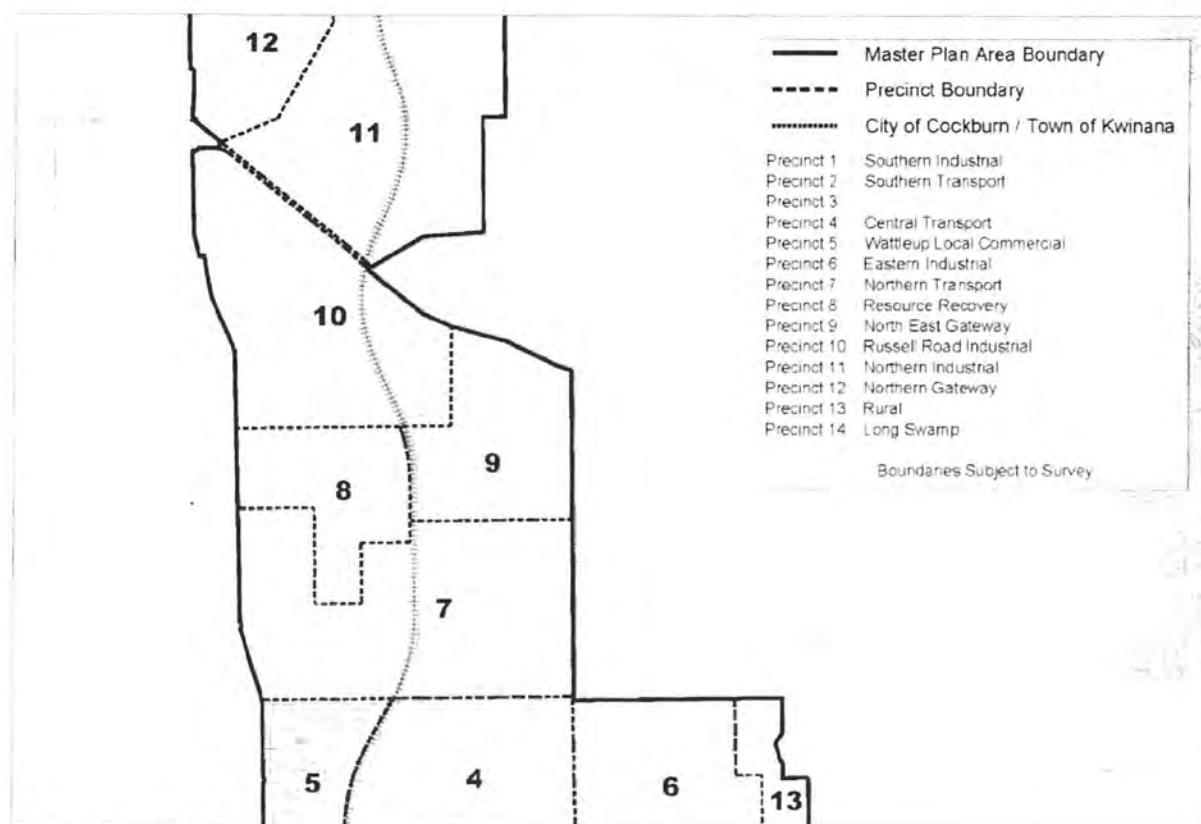 12
11
10
9
8
7
5
4
6
13
Master Plan Area Boundary
Precinct Boundary
City of Cockburn / Town of Kwinana
Precinct 1 Southern Industrial
Precinct 2 Southern Transport
Precinct 3
Precinct 4 Central Transport
Precinct 5 Wattleup Local Commercial
Precinct 6 Eastern Industrial
Precinct 7 Northern Transport
Precinct 8 Resource Recovery
Precinct 9 North East Gateway
Precinct 10 Russell Road Industrial
Precinct 11 Northern Industrial
Precinct 12 Northern Gateway
Precinct 13 Rural
Precinct 14 Long Swamp
Boundaries Subject to Survey